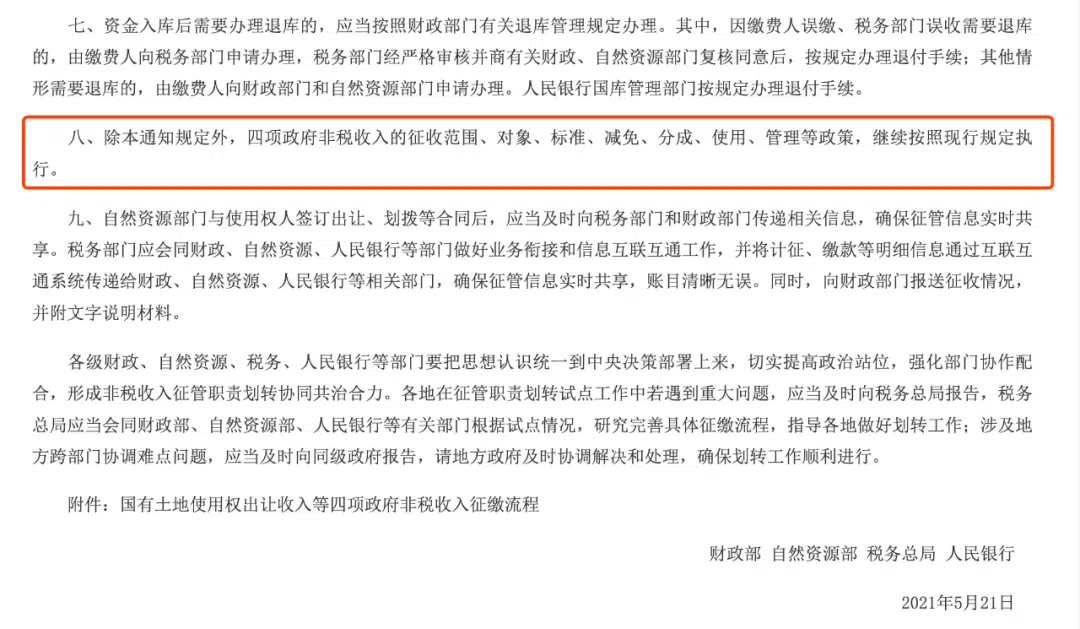 七、资金入库后需要办理退库的，应当按照财政部门有关退库管理规定办理。其中，因缴费人误缴、税务部门误收需要退库
的，由缴费人向税务部门申请办理，税务部门经严格审核并商有关财政、自然资源部门复核同意后，按规定办理退付手续；其他情
形需要退库的，由缴费人向财政部门和自然资源部门申请办理。人民银行国库管理部门按规定办理退付手续。
八、除本通知规定外，四项政府非税收入的征收范围、对象、标准、减免、分成、使用、管理等政策，继续按照现行规定执
行。
九、自然资源部门与使用权人签订出让、划拨等合同后，应当及时向税务部门和财政部门传递相关信息，确保征管信息实时共
享。税务部门应会同财政、自然资源、人民银行等部门做好业务衔接和信息互联互通工作，并将计征、缴款等明细信息通过互联互
通系统传递给财政、自然资源、人民银行等相关部门，确保征管信息实时共享，账目清晰无误。同时，向财政部门报送征收情况，
并附文字说明材料。
各级财政、自然资源、税务、人民银行等部门要把思想认识统一到中央决策部署上来，切实提高政治站位，强化部门协作配
合，形成非税收入征管职责划转协同共治合力。各地在征管职责划转试点工作中若遇到重大问题，应当及时向税务总局报告，税务
总局应当会同财政部、自然资源部、人民银行等有关部门根据试点情况，研究完善具体征缴流程，指导各地做好划转工作；涉及地
方跨部门协调难点问题，应当及时向同级政府报告，请地方政府及时协调解决和处理，确保划转工作顺利进行。
附件：国有土地使用权出让收入等四项政府非税收入征缴流程
财政部 自然资源部 税务总局 人民银行
2021年5月21日